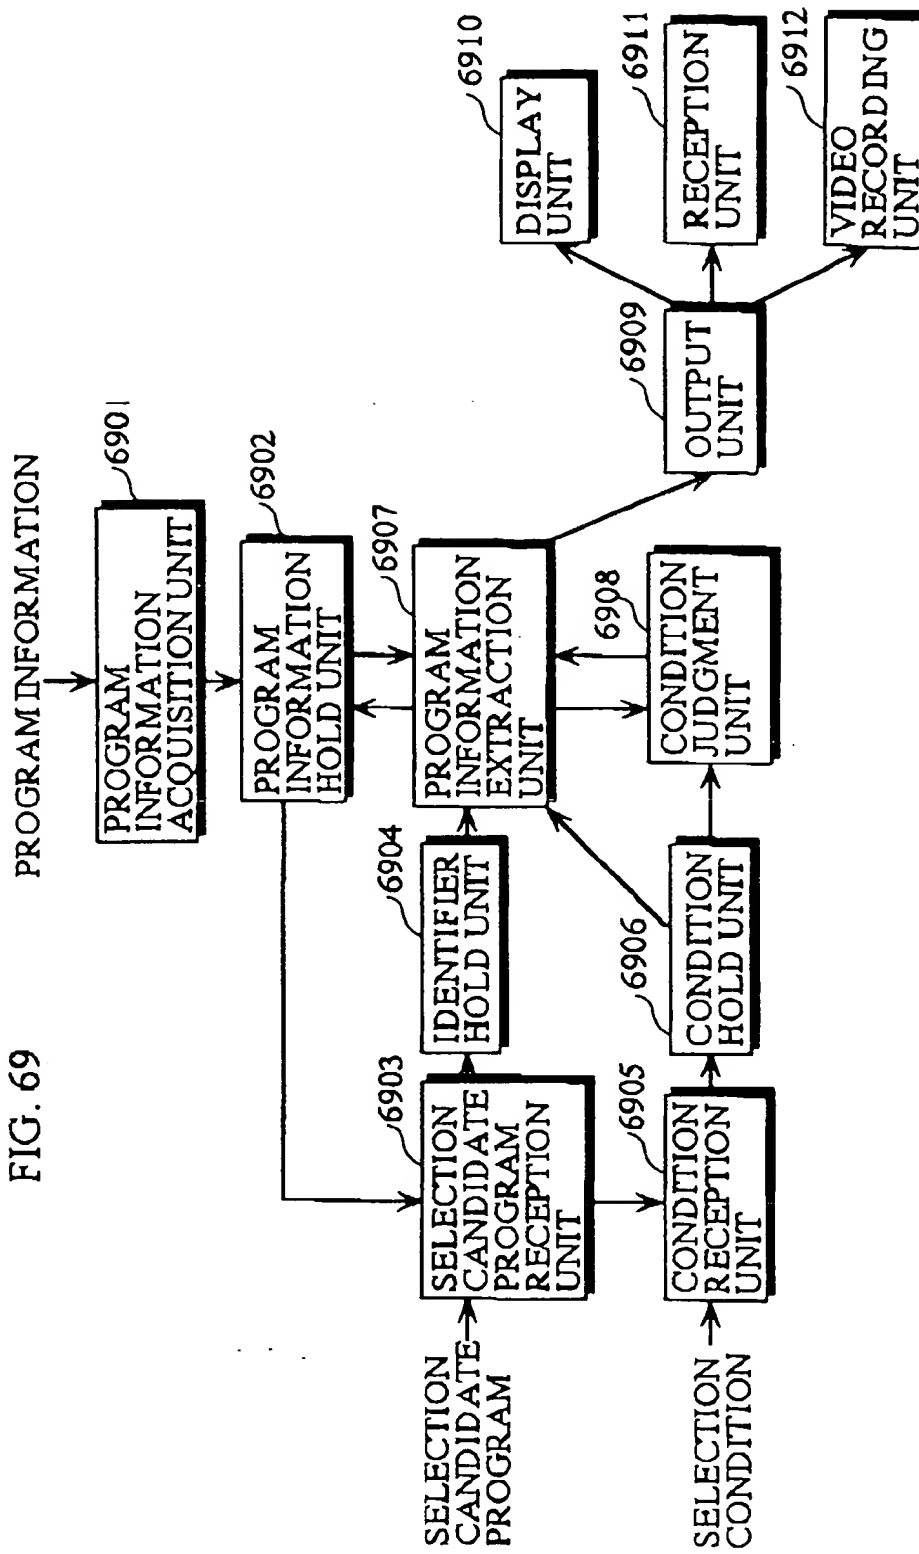 FIG. 69
PROGRAM INFORMATION
6901
PROGRAM
INFORMATION
ACQUISITION UNIT
6902
PROGRAM
INFORMATION
HOLD UNIT
SELECTION
CANDIDATE
PROGRAM
6903
SELECTION
CANDIDATE
PROGRAM
RECEPTION
UNIT
6904
IDENTIFIER
HOLD UNIT
6907
PROGRAM
INFORMATION
EXTRACTION
UNIT
SELECTION
CONDITION
6905
CONDITION
RECEPTION
UNIT
6906
CONDITION
HOLD UNIT
6908
CONDITION
JUDGMENT
UNIT
6909
OUTPUT
UNIT
6910
DISPLAY
UNIT
6911
RECEPTION
UNIT
6912
VIDEO
RECORDING
UNIT